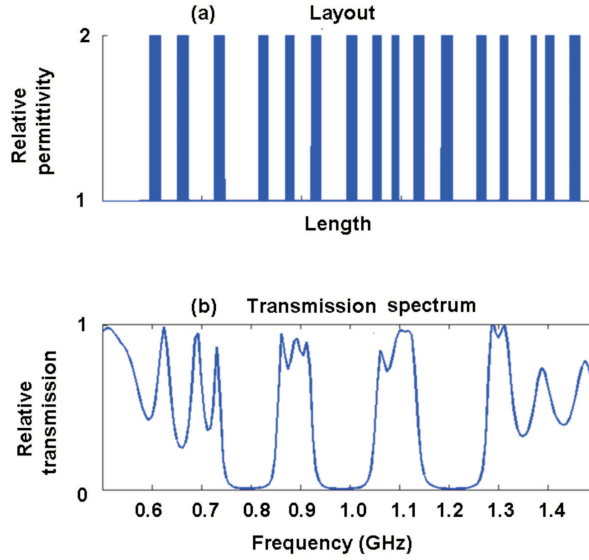 (a) Layout
2
Relative
permittivity
1
Length
(b) Transmission spectrum
1
Relative
transmission
0
0.6 0.7 0.8 0.9 1.0 1.1 1.2 1.3 1.4
Frequency (GHz)